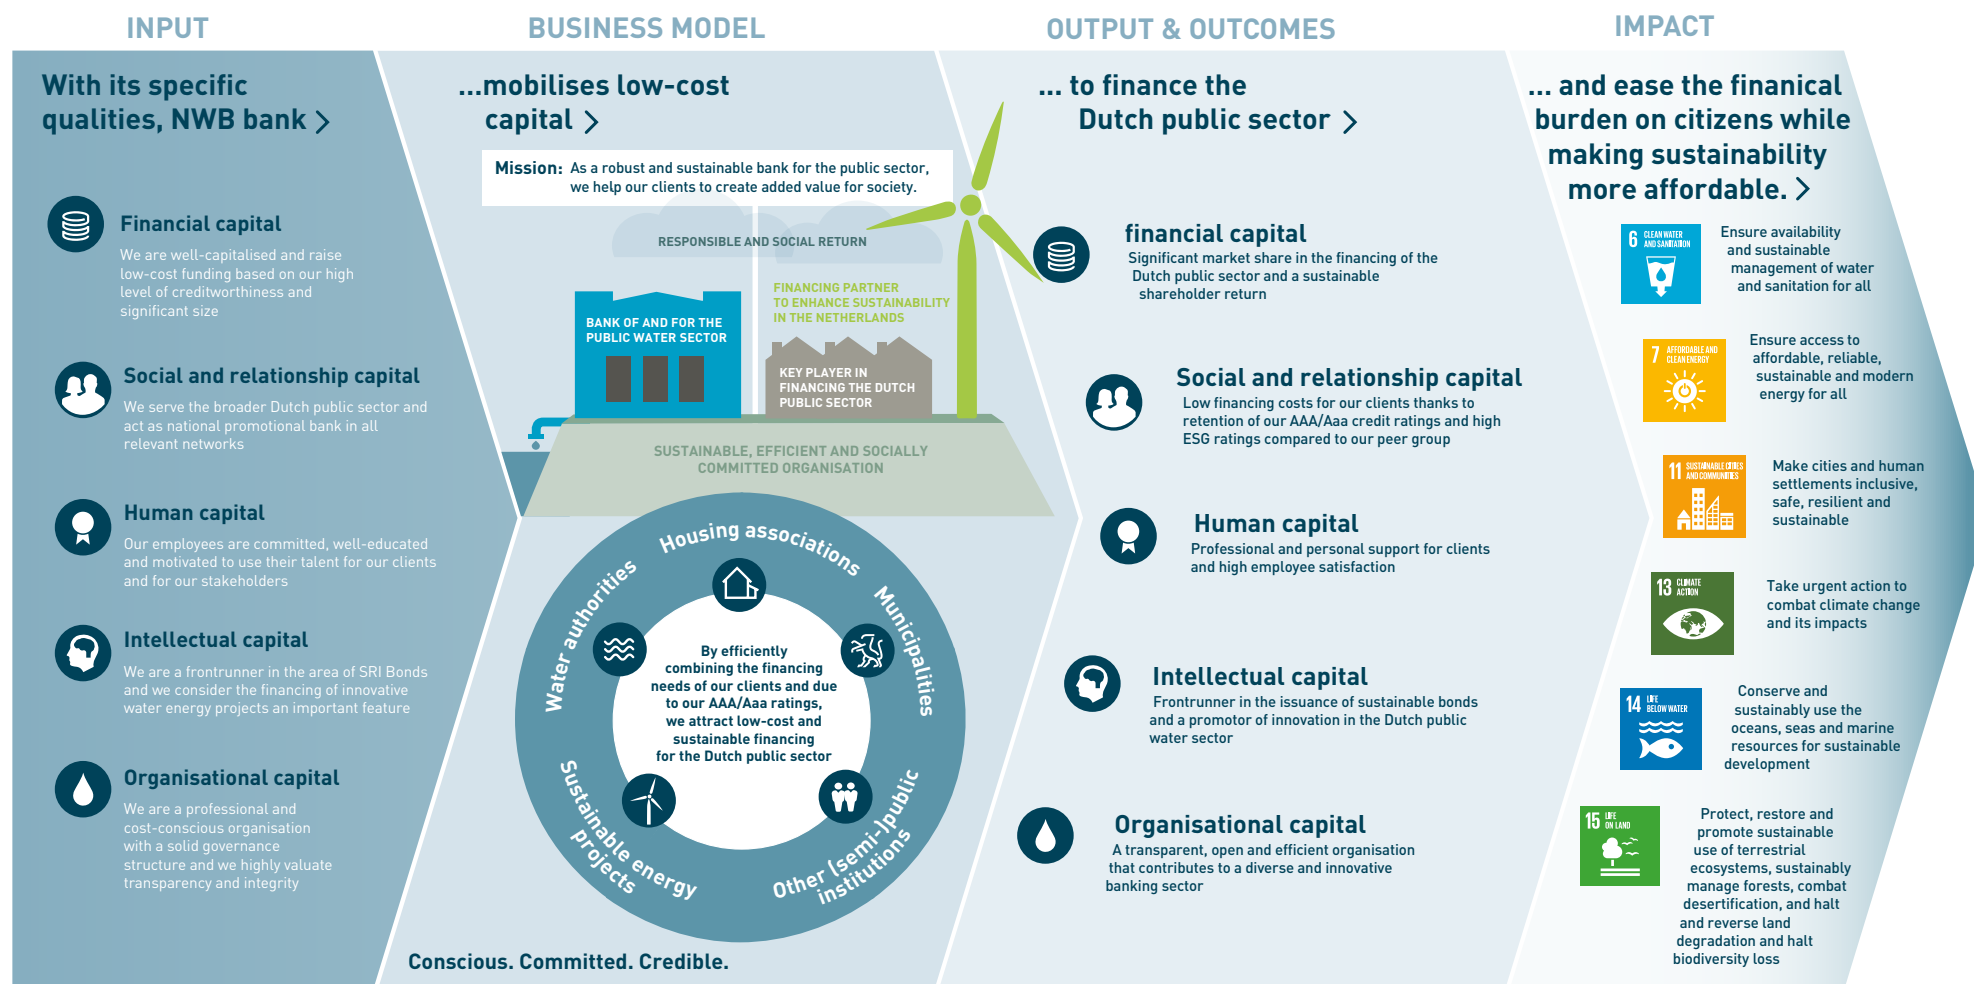 INPUT
With its specific
qualities, NWB bank >
Financial capital
We are well-capitalised and raise
low-cost funding based on our high
level of creditworthiness and
significant size
Social and relationship capital
We serve the broader Dutch public sector and
act as national promotional bank in all
relevant networks
Human capital
Our employees are committed, well-educated
and motivated to use their talent for our clients
and for our stakeholders
Intellectual capital
We are a frontrunner in the area of SRI Bonds
and we consider the financing of innovative
water energy projects an important feature
Organisational capital
We are a professional and
cost-conscious organisation
with a solid governance
structure and we highly valuate
transparency and integrity
BUSINESS MODEL
...mobilises low-cost
capital >
Mission: As a robust and sustainable bank for the public sector,
we help our clients to create added value for society.
RESPONSIBLE AND SOCIAL RETURN
FINANCING PARTNER
TO ENHANCE SUSTAINABILITY
IN THE NETHERLANDS
BANK OF AND FOR THE
PUBLIC WATER SECTOR
KEY PLAYER IN
FINANCING THE DUTCH
PUBLIC SECTOR
SUSTAINABLE, EFFICIENT AND SOCIALLY
COMMITTED ORGANISATION
Housing associations
Water authorities
Municipalities
By efficiently
combining the financing
needs of our clients and due
to our AAA/Aaa ratings,
we attract low-cost and
sustainable financing
for the Dutch public sector
Sustainable energy
projects
Other (semi-)public
institutions
Conscious. Committed. Credible.
OUTPUT & OUTCOMES
... to finance the
Dutch public sector >
financial capital
Significant market share in the financing of the
Dutch public sector and a sustainable
shareholder return
Social and relationship capital
Low financing costs for our clients thanks to
retention of our AAA/Aaa credit ratings and high
ESG ratings compared to our peer group
Human capital
Professional and personal support for clients
and high employee satisfaction
Intellectual capital
Frontrunner in the issuance of sustainable bonds
and a promotor of innovation in the Dutch public
water sector
Organisational capital
A transparent, open and efficient organisation
that contributes to a diverse and innovative
banking sector
IMPACT
... and ease the finanical
burden on citizens while
making sustainability
more affordable. >
6 CLEAN WATER
AND SANITATION
Ensure availability
and sustainable
management of water
and sanitation for all
7 AFFORDABLE AND
CLEAN ENERGY
Ensure access to
affordable, reliable,
sustainable and modern
energy for all
11 SUSTAINABLE CITIES
AND COMMUNITIES
Make cities and human
settlements inclusive,
safe, resilient and
sustainable
13 CLIMATE
ACTION
Take urgent action to
combat climate change
and its impacts
14 LIFE
BELOW WATER
Conserve and
sustainably use the
oceans, seas and marine
resources for sustainable
development
15 LIFE
ON LAND
Protect, restore and
promote sustainable
use of terrestrial
ecosystems, sustainably
manage forests, combat
desertification, and halt
and reverse land
degradation and halt
biodiversity loss